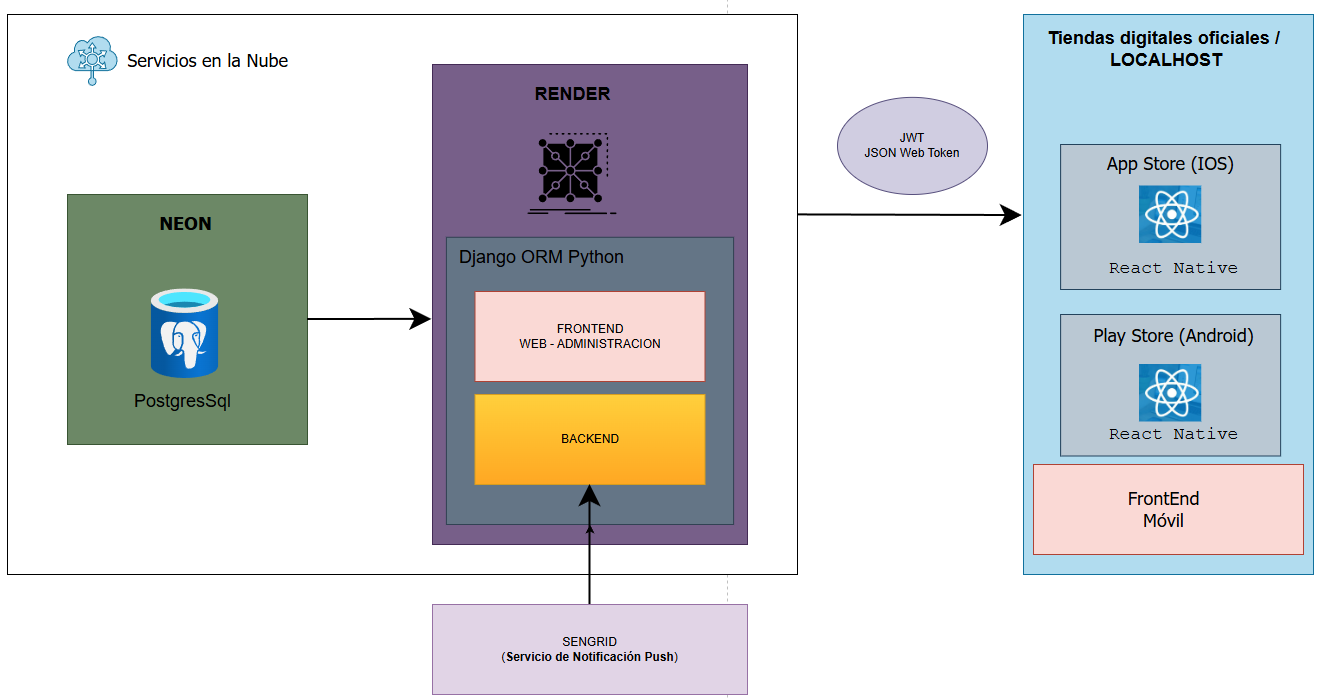 Servicios en la Nube
RENDER
NEON
PostgresSql
Django ORM Python
FRONTEND
WEB - ADMINISTRACION
BACKEND
SENGRID
(Servicio de Notificación Push)
JWT
JSON Web Token
Tiendas digitales oficiales /
LOCALHOST
App Store (IOS)
React Native
Play Store (Android)
React Native
FrontEnd
Móvil